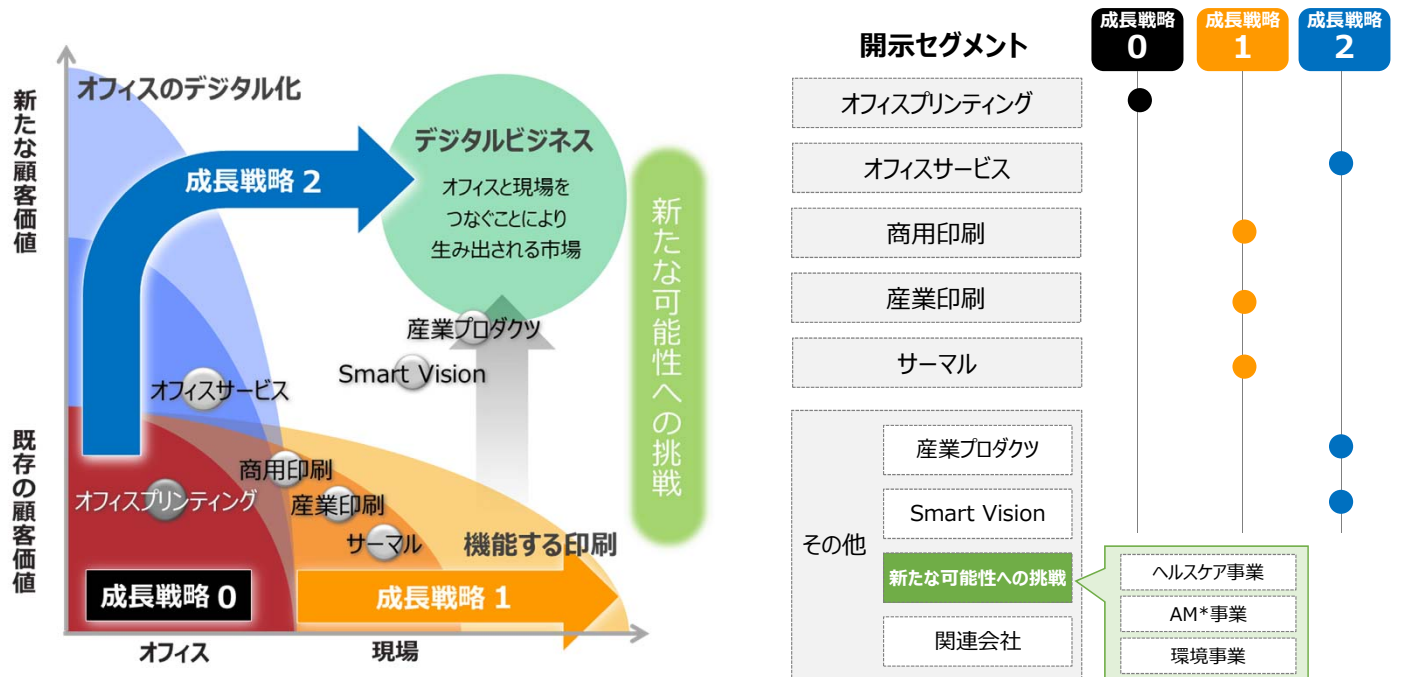 新たな顧客価値
既存の顧客価値
オフィスのデジタル化
成長戦略 2
デジタルビジネス
オフィスと現場を
つなぐことにより
生み出される市場
新たな可能性への挑戦
産業プロダクツ
Smart Vision
オフィスサービス
商用印刷
オフィスプリンティング
産業印刷
サーマル
機能する印刷
成長戦略 0
成長戦略 1
オフィス
現場
開示セグメント
成長戦略
0
成長戦略
1
成長戦略
2
オフィスプリンティング
オフィスサービス
商用印刷
産業印刷
サーマル
その他
産業プロダクツ
Smart Vision
新たな可能性への挑戦
関連会社
ヘルスケア事業
AM*事業
環境事業